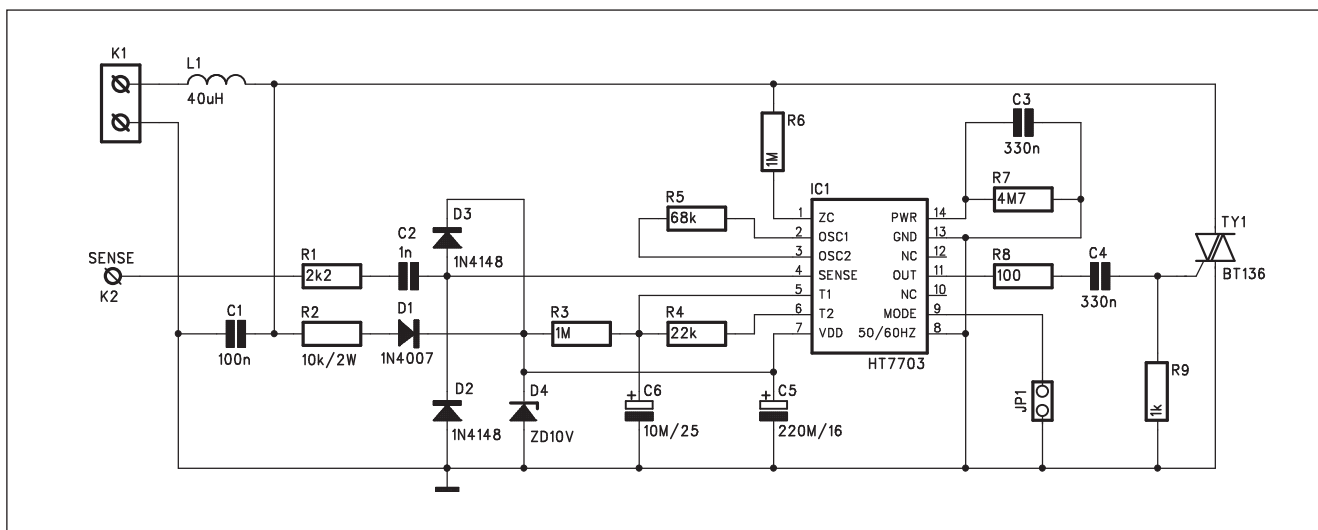 K1
L1
40uH
SENSE
K2
C1
100n
R1
2k2
R2
10k/2W
C2
1n
D1
1N4007
D3
1N4148
D2
1N4148
D4
ZD10V
R3
1M
R4
22k
R5
68k
R6
1M
C6
+
10M/25
C5
+
220M/16
IC1
1 ZC PWR 14
2 OSC1 GND 13
3 OSC2 NC 12
4 SENSE OUT 11
5 T1 NC 10
6 T2 MODE 9
7 VDD 50/60HZ 8
HT7703
C3
330n
R7
4M7
R8
100
C4
330n
JP1
R9
1k
TY1
BT136